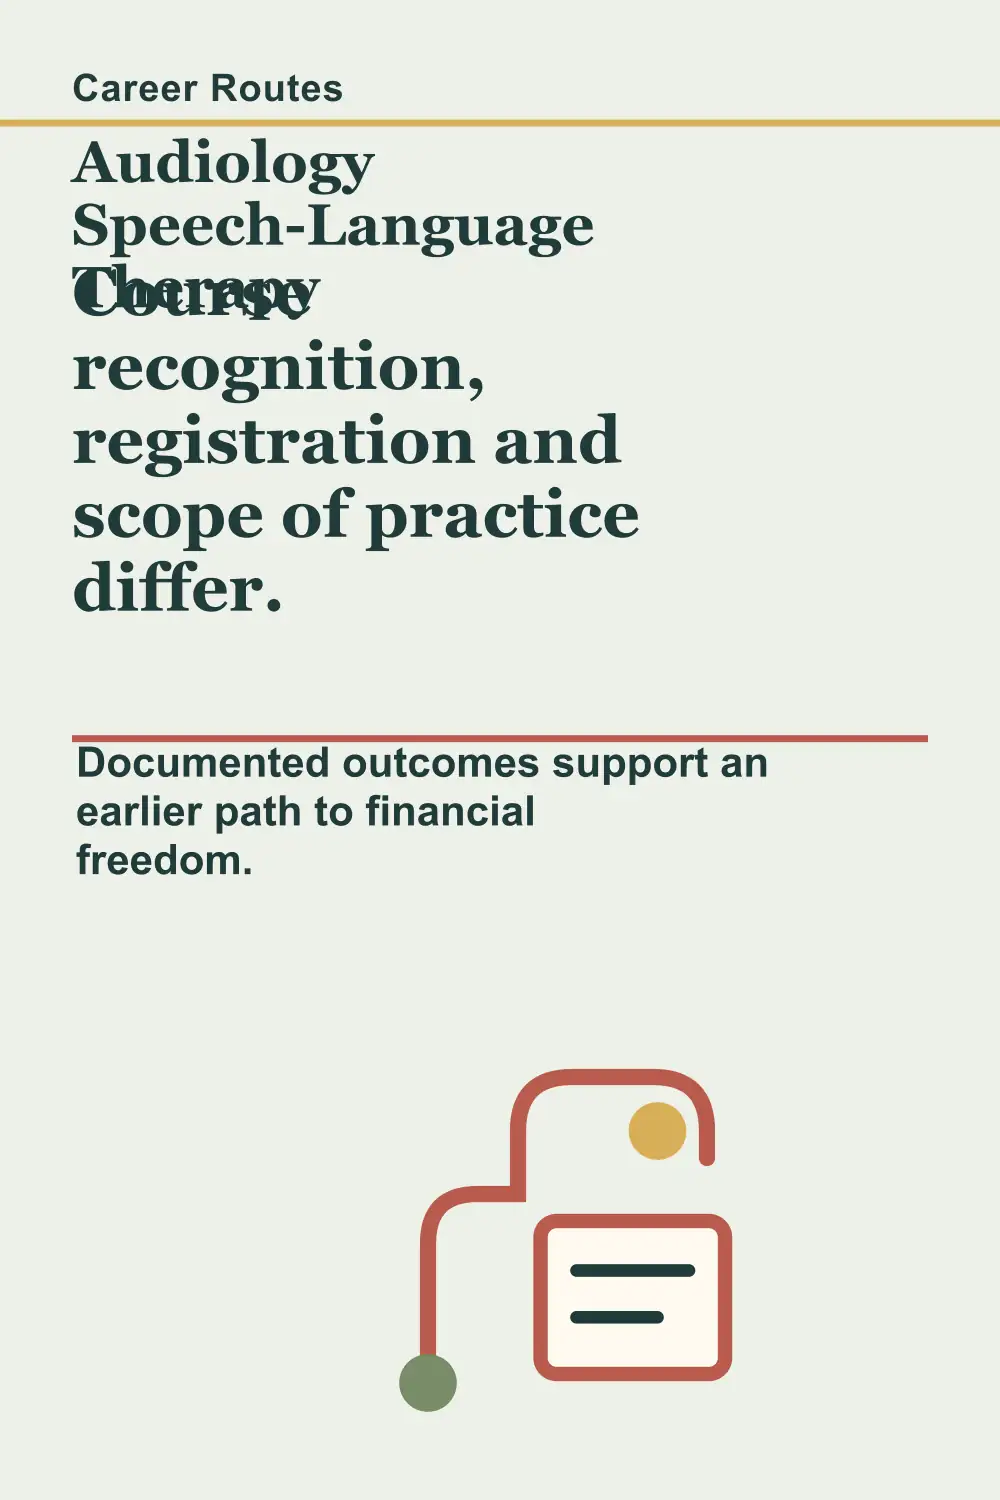 Career Routes
Audiology
Speech-Language
Therapy
Course
recognition,
registration and
scope of practice
differ.
Documented outcomes support an
earlier path to financial
freedom.